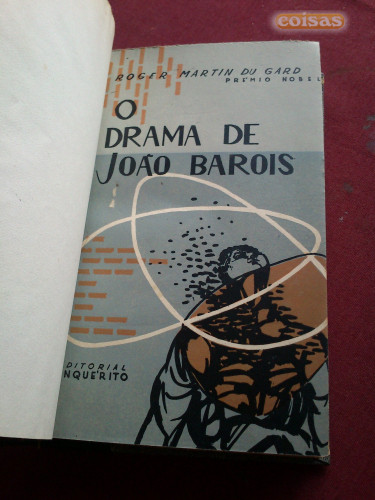 coisas
ROGER MARTIN DU GARD
PRÉMIO NOBEL
O
DRAMA DE
JOÃO BAROIS
DITORIAL
NQUÉRITO